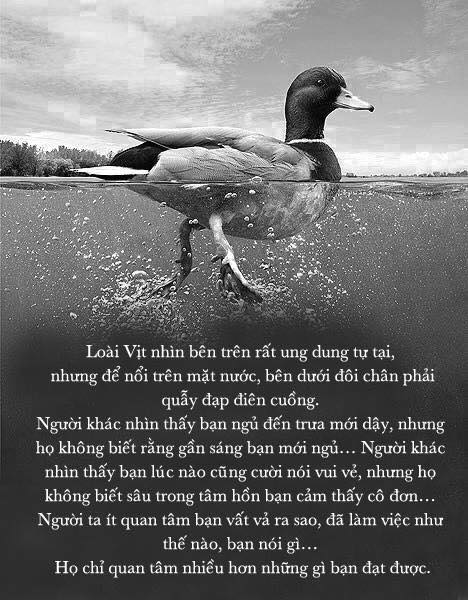 Loài Vịt nhìn bên trên rất ung dung tự tại,
nhưng để nổi trên mặt nước, bên dưới đôi chân phải
quẫy đạp điên cuồng.
Người khác nhìn thấy bạn ngủ đến trưa mới dậy, nhưng
họ không biết rằng gần sáng bạn mới ngủ... Người khác
nhìn thấy bạn lúc nào cũng cười nói vui vẻ, nhưng họ
không biết sâu trong tâm hồn bạn cảm thấy cô đơn...
Người ta ít quan tâm bạn vất vả ra sao, đã làm việc như
thế nào, bạn nói gì...
Họ chỉ quan tâm nhiều hơn những gì bạn đạt được.